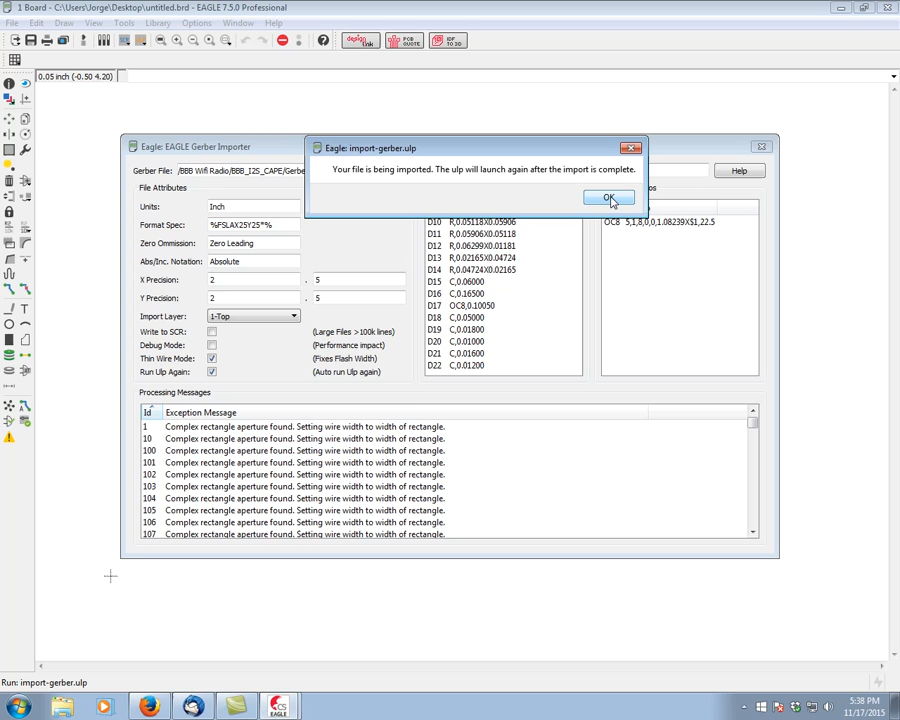 1 Board - C:\Users\Jorge\Desktop\untitled.brd - EAGLE 7.5.0 Professional
File Edit Draw View Tools Library Options Window Help
design link
PCB QUOTE
IDF TO 3D
0.05 inch (-0.50 4.20)
Eagle: EAGLE Gerber Importer
Eagle: import-gerber.ulp
Your file is being imported. The ulp will launch again after the import is complete.
OK
Gerber File: /BBB Wifi Radio/BBB_I2S_CAPE/Gerbe
Help
File Attributes
Units: Inch
Format Spec: %FSLAX25Y25*%
Zero Ommission: Zero Leading
Abs/Inc. Notation: Absolute
X Precision: 2 . 5
Y Precision: 2 . 5
Import Layer: 1-Top
Write to SCR: (Large Files >100k lines)
Debug Mode: (Performance impact)
Thin Wire Mode: (Fixes Flash Width)
Run Ulp Again: (Auto run Ulp again)
D10 R,0.05118X0.05906
D11 R,0.05906X0.05118
D12 R,0.06299X0.01181
D13 R,0.02165X0.04724
D14 R,0.04724X0.02165
D15 C,0.06000
D16 C,0.16500
D17 OC8,0.10050
D18 C,0.05000
D19 C,0.01800
D20 C,0.01000
D21 C,0.01600
D22 C,0.01200
OC8 5,1,8,0,0,1.08239X$1,22.5
Processing Messages
Id Exception Message
1 Complex rectangle aperture found. Setting wire width to width of rectangle.
10 Complex rectangle aperture found. Setting wire width to width of rectangle.
100 Complex rectangle aperture found. Setting wire width to width of rectangle.
101 Complex rectangle aperture found. Setting wire width to width of rectangle.
102 Complex rectangle aperture found. Setting wire width to width of rectangle.
103 Complex rectangle aperture found. Setting wire width to width of rectangle.
104 Complex rectangle aperture found. Setting wire width to width of rectangle.
105 Complex rectangle aperture found. Setting wire width to width of rectangle.
106 Complex rectangle aperture found. Setting wire width to width of rectangle.
107 Complex rectangle aperture found. Setting wire width to width of rectangle.
Run: import-gerber.ulp
CS
EAGLE
5:38 PM
11/17/2015